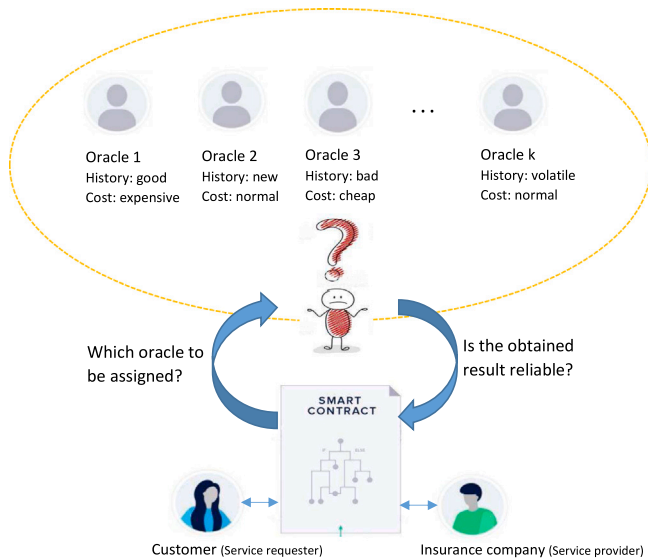 Oracle 1
History: good
Cost: expensive
Oracle 2
History: new
Cost: normal
Oracle 3
History: bad
Cost: cheap
...
Oracle k
History: volatile
Cost: normal
?
Which oracle to
be assigned?
Is the obtained
result reliable?
SMART
CONTRACT
IF
ELSE
Customer (Service requester)
Insurance company (Service provider)